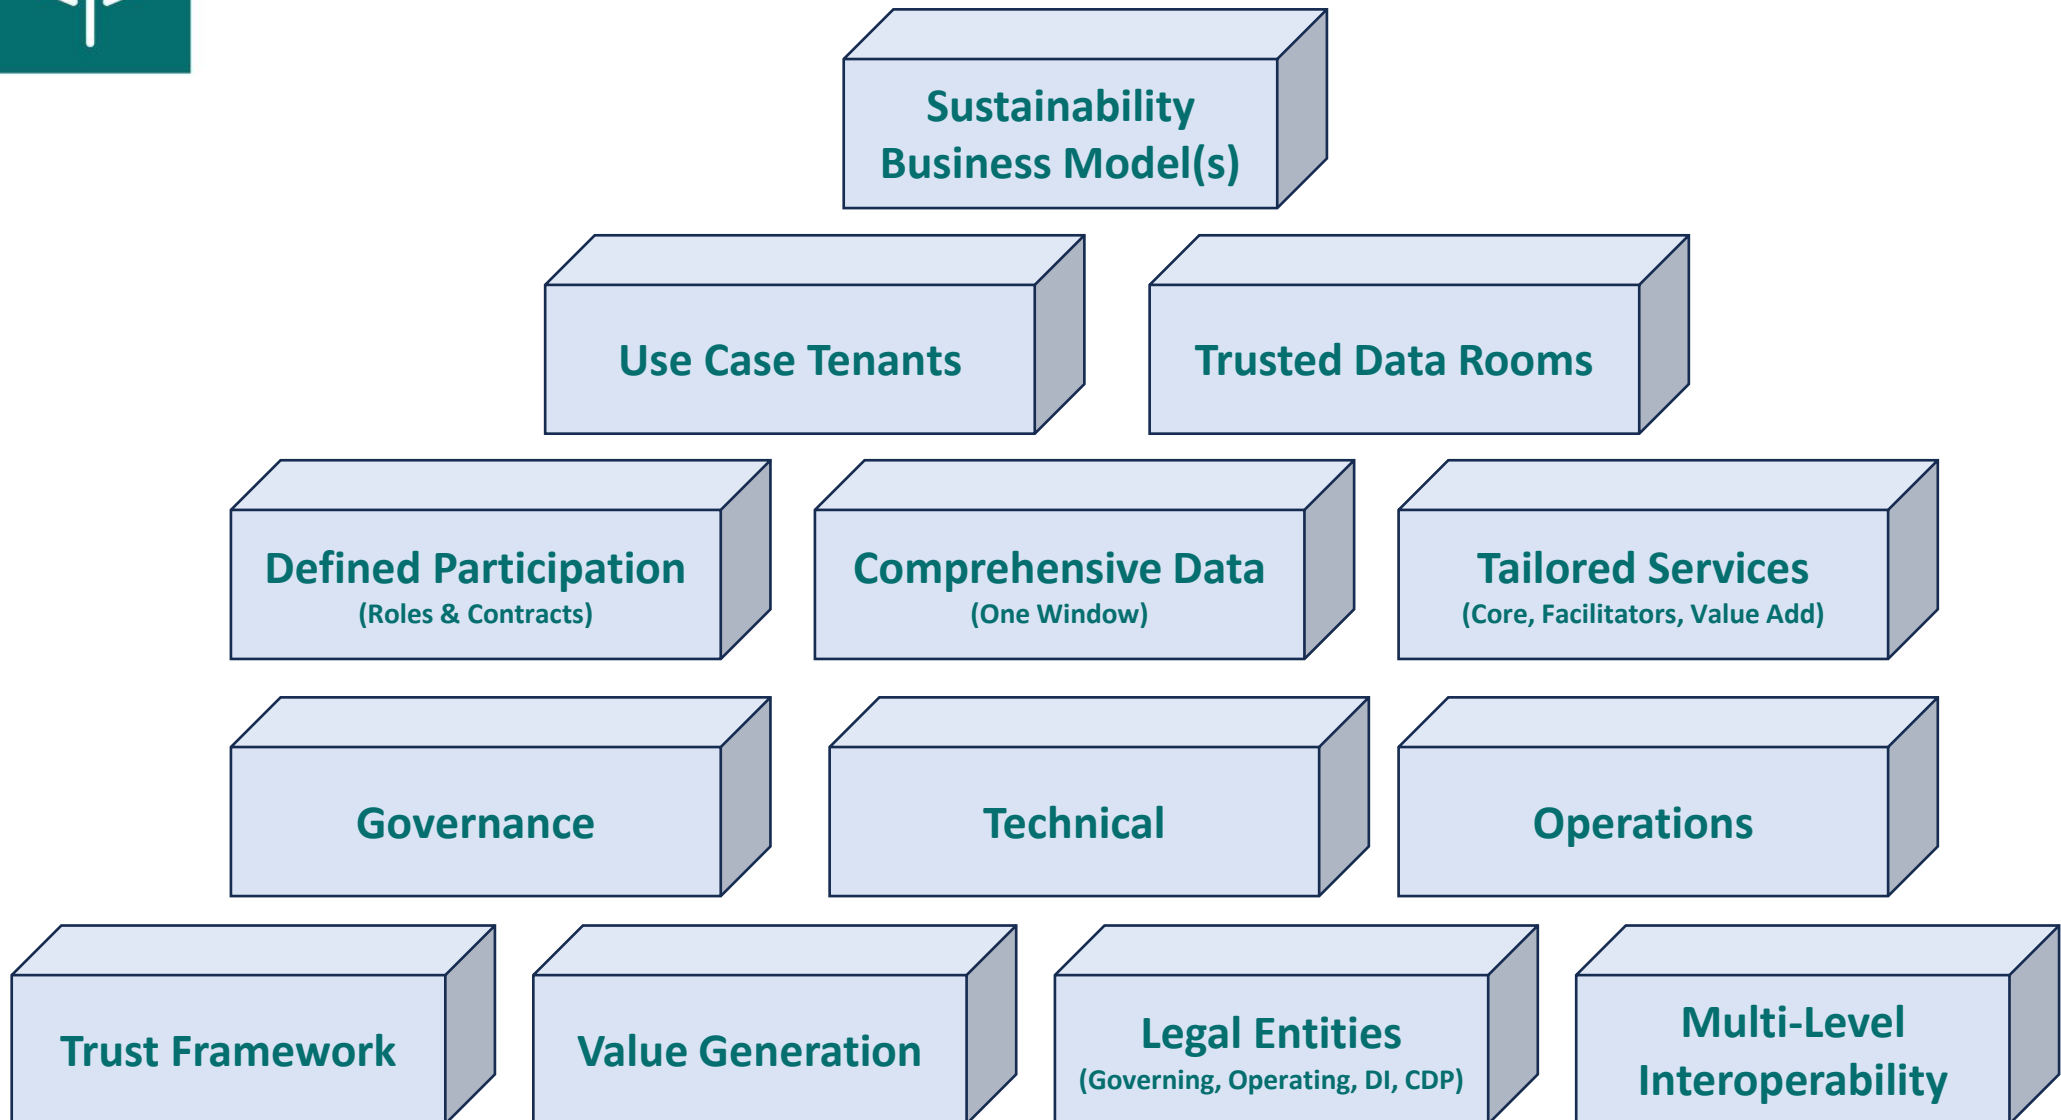 Sustainability
Business Model(s)
Use Case Tenants
Trusted Data Rooms
Defined Participation
(Roles & Contracts)
Comprehensive Data
(One Window)
Tailored Services
(Core, Facilitators, Value Add)
Governance
Technical
Operations
Trust Framework
Value Generation
Legal Entities
(Governing, Operating, DI, CDP)
Multi-Level
Interoperability